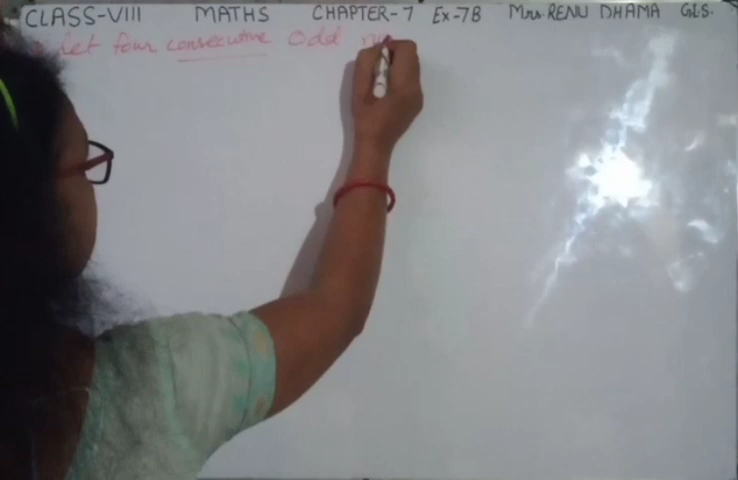 CLASS-VIII MATHS CHAPTER-7 Ex-7B Mrs. RENU DHAMA GLS.
let four consecutive Odd